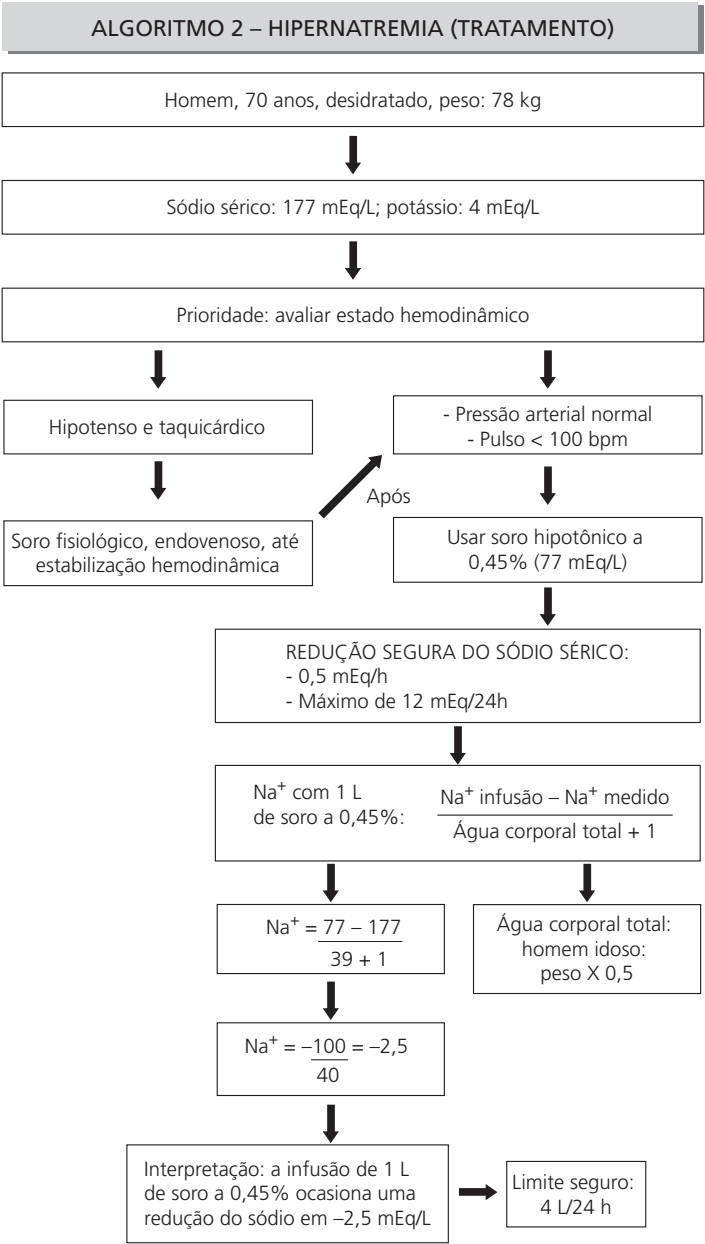 ALGORITMO 2 – HIPERNATREMIA (TRATAMENTO)
Homem, 70 anos, desidratado, peso: 78 kg
Sódio sérico: 177 mEq/L; potássio: 4 mEq/L
Prioridade: avaliar estado hemodinâmico
Hipotenso e taquicárdico
- Pressão arterial normal
- Pulso < 100 bpm
Após
Soro fisiológico, endovenoso, até
estabilização hemodinâmica
Usar soro hipotônico a
0,45% (77 mEq/L)
REDUÇÃO SEGURA DO SÓDIO SÉRICO:
- 0,5 mEq/h
- Máximo de 12 mEq/24h
Na+ com 1 L
de soro a 0,45%:
Na+ infusão – Na+ medido
Água corporal total + 1
Na+ = 77 – 177
39 + 1
Água corporal total:
homem idoso:
peso X 0,5
Na+ = –100 = –2,5
40
Interpretação: a infusão de 1 L
de soro a 0,45% ocasiona uma
redução do sódio em –2,5 mEq/L
Limite seguro:
4 L/24 h